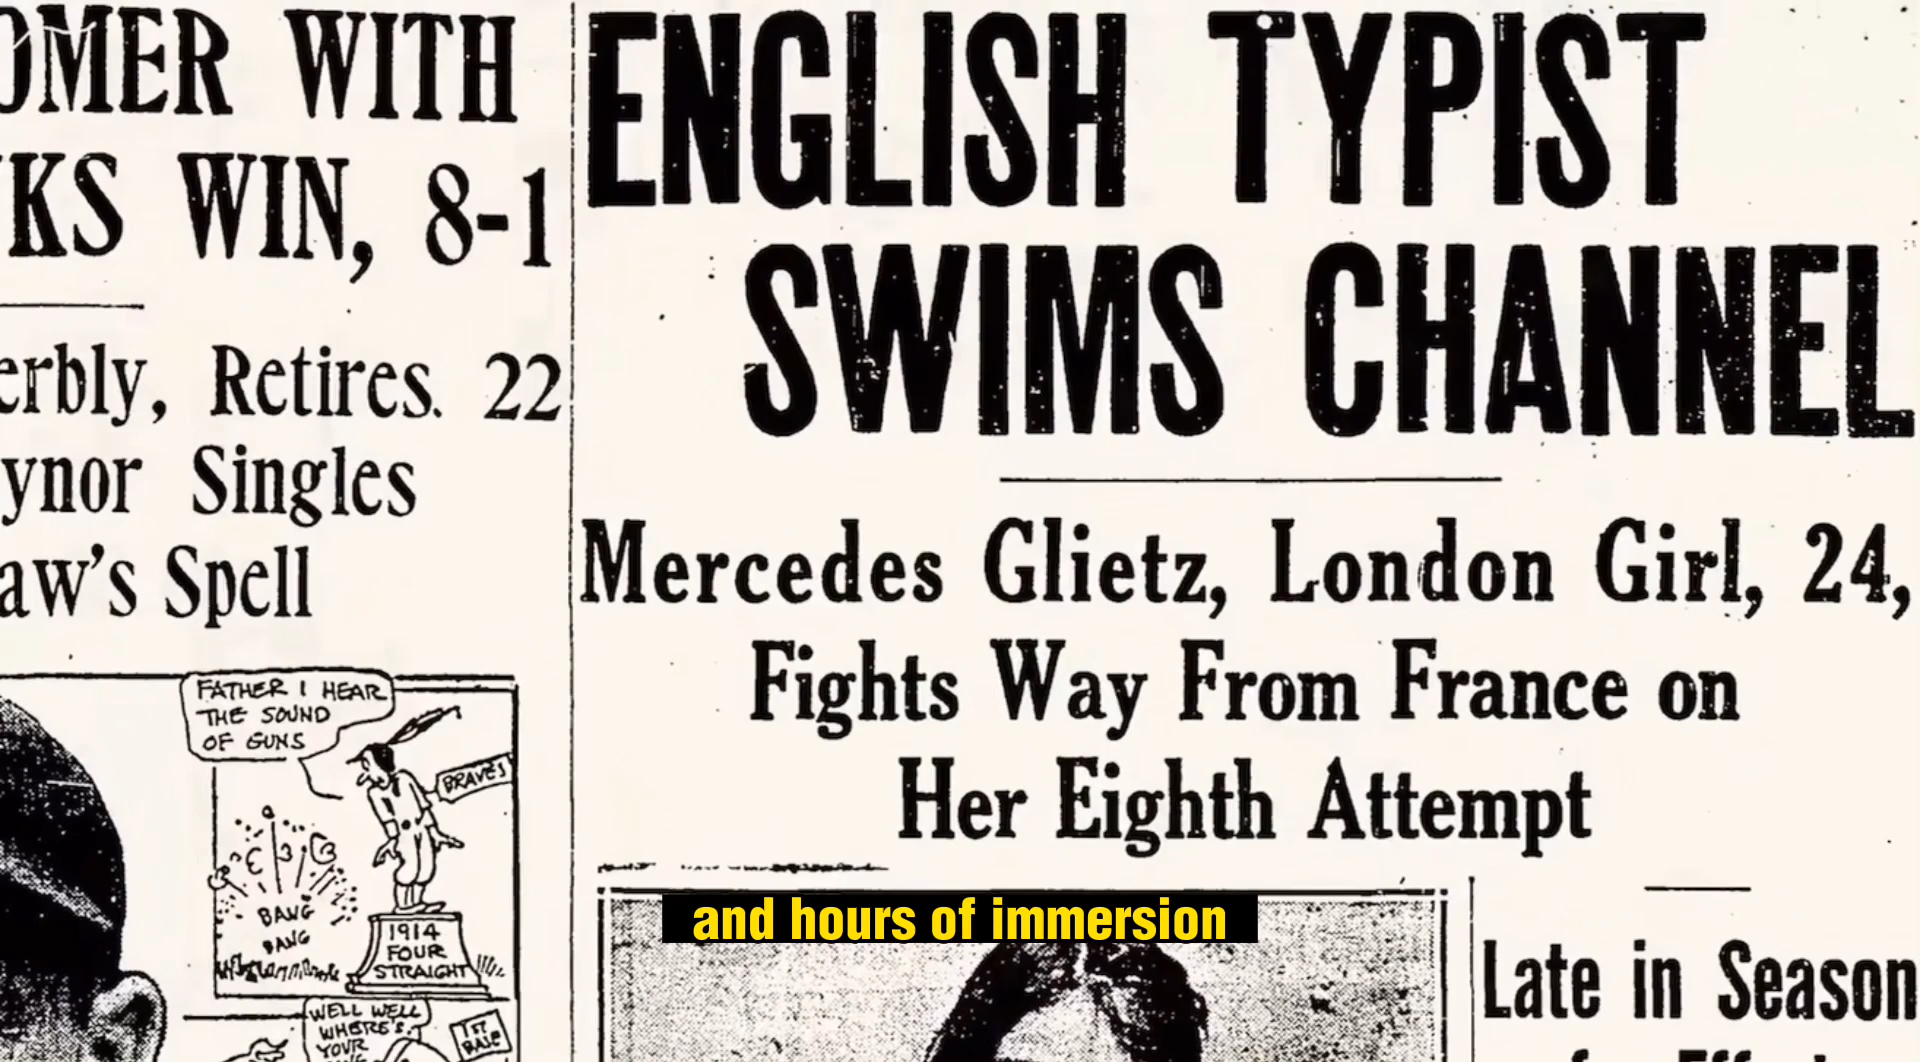 OMER WITH
KS WIN, 8-1
erbly, Retires. 22
ynor Singles
aw's Spell
FATHER I HEAR
THE SOUND
OF GUNS
BRAVES
BANG
BANG
1914
FOUR
STRAIGHT
WELL WELL
WHERE'S
YOUR
1ST
BASE
ENGLISH TYPIST
SWIMS CHANNEL
Mercedes Glietz, London Girl, 24,
Fights Way From France on
Her Eighth Attempt
and hours of immersion
Late in Season